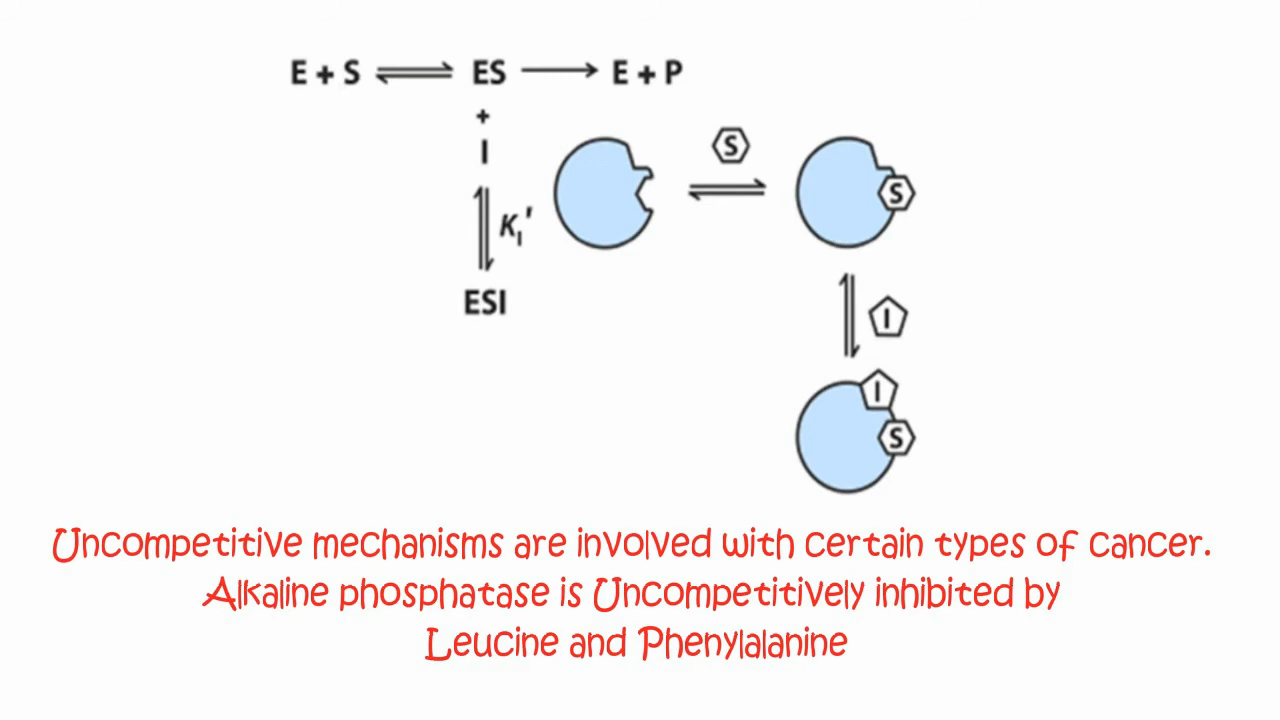 E + S ⇌ ES ⟶ E + P
+
I
K_I'
ESI
S
S
I
I
S
Uncompetitive mechanisms are involved with certain types of cancer.
Alkaline phosphatase is Uncompetitively inhibited by
Leucine and Phenylalanine